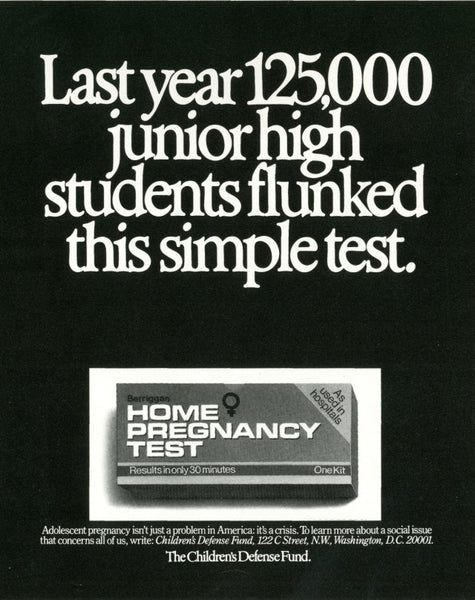 Last year 125,000
junior high
students flunked
this simple test.
Berriggan
HOME
PREGNANCY
TEST
As
used in
hospitals
Results in only 30 minutes
One Kit
Adolescent pregnancy isn't just a problem in America: it's a crisis. To learn more about a social issue
that concerns all of us, write: Children's Defense Fund, 122 C Street, N.W., Washington, D.C. 20001.
The Children's Defense Fund.